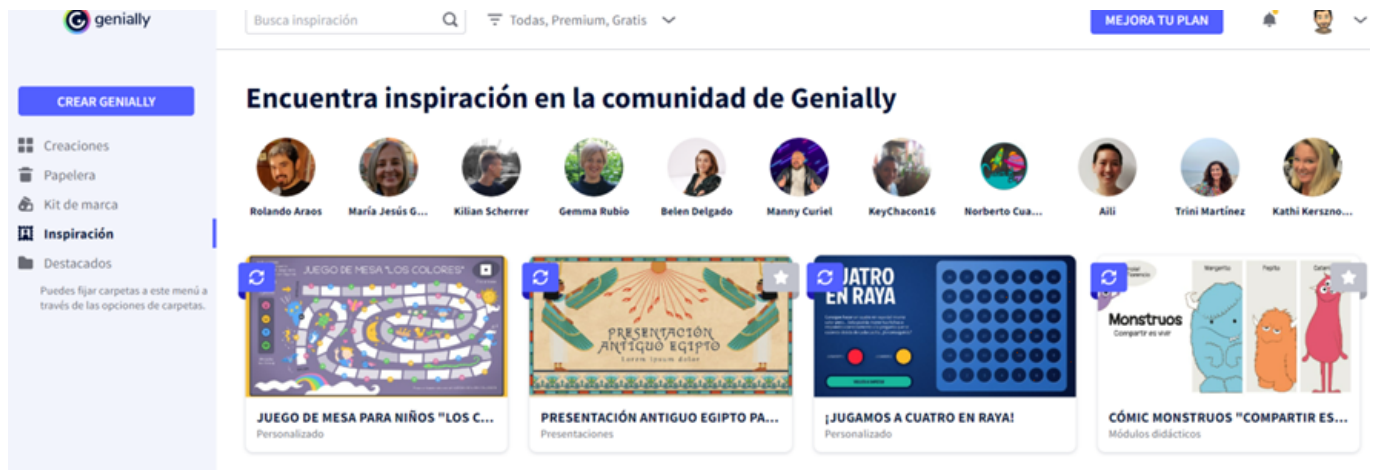 genially
Busca inspiración
Todas, Premium, Gratis
MEJORA TU PLAN
CREAR GENIALLY
Creaciones
Papelera
Kit de marca
Inspiración
Destacados
Puedes fijar carpetas a este menú a
través de las opciones de carpetas.
Encuentra inspiración en la comunidad de Genially
Rolando Araos
María Jesús G...
Kilian Scherrer
Gemma Rubio
Belen Delgado
Manny Curiel
KeyChacon16
Norberto Cua...
Aili
Trini Martínez
Kathi Kerszno...
JUEGO DE MESA "LOS COLORES"
PRESENTACIÓN
ANTIGUO EGIPTO
Lorem ipsum dolor
CUATRO
EN RAYA
Monstruos
Compartir es vivir
Margarita
Pepita
JUEGO DE MESA PARA NIÑOS "LOS C...
Personalizado
PRESENTACIÓN ANTIGUO EGIPTO PA...
Presentaciones
¡JUGAMOS A CUATRO EN RAYA!
Personalizado
CÓMIC MONSTRUOS "COMPARTIR ES...
Módulos didácticos